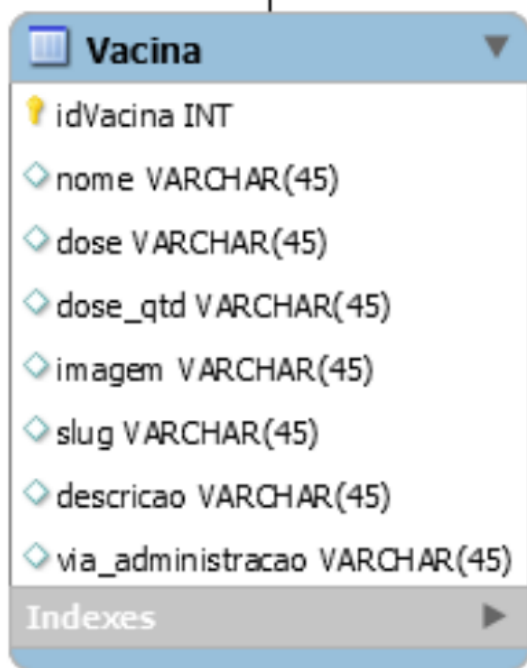 Vacina
idVacina INT
nome VARCHAR(45)
dose VARCHAR(45)
dose_qtd VARCHAR(45)
imagem VARCHAR(45)
slug VARCHAR(45)
descricao VARCHAR(45)
via_administracao VARCHAR(45)
Indexes